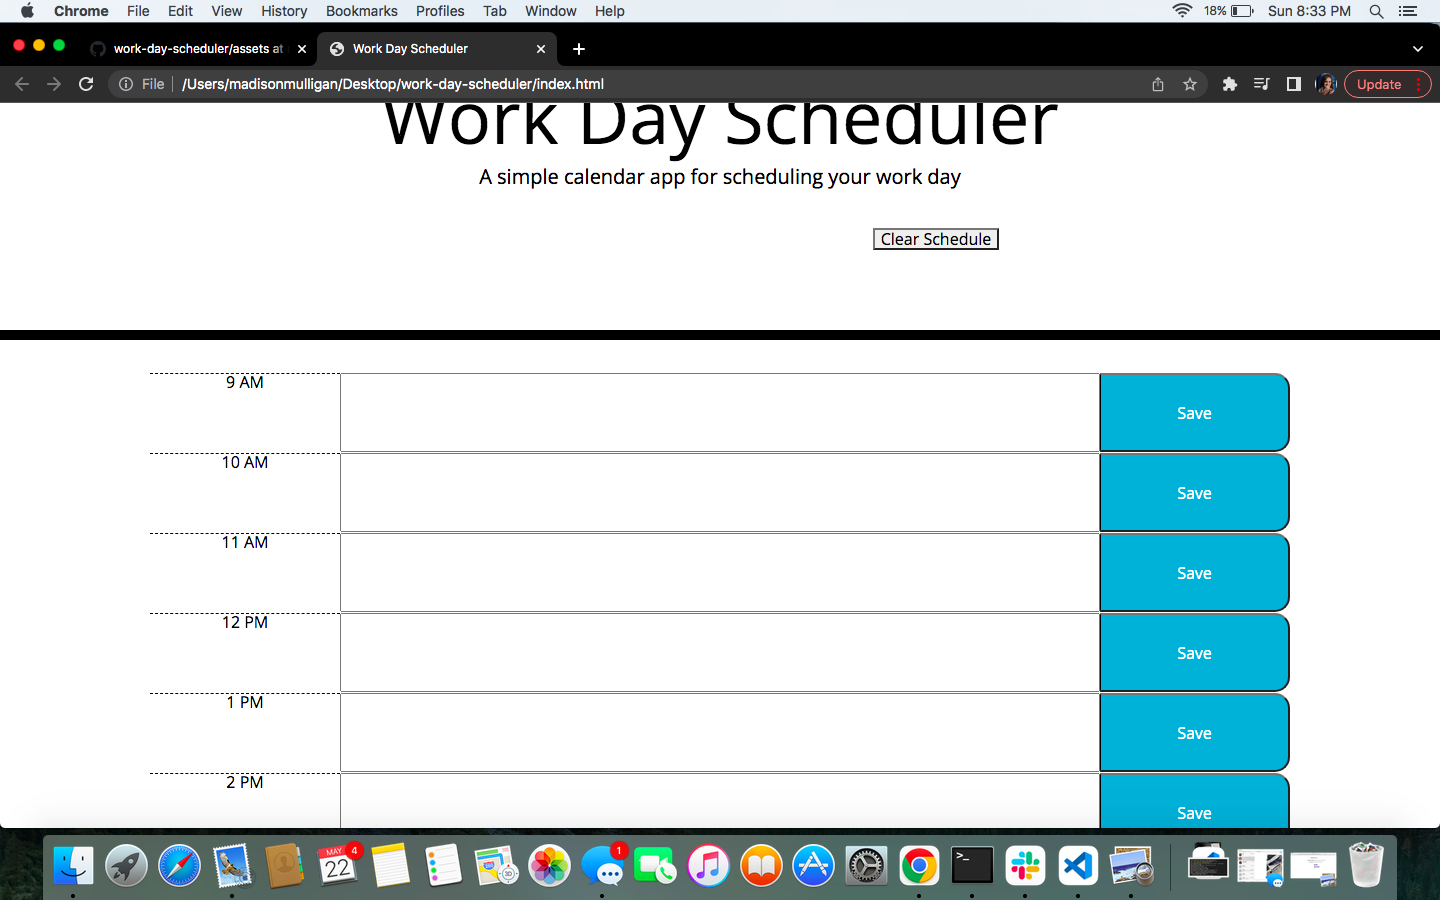 Chrome File Edit View History Bookmarks Profiles Tab Window Help 18% Sun 8:33 PM
work-day-scheduler/assets at Work Day Scheduler
File /Users/madisonmulligan/Desktop/work-day-scheduler/index.html Update
Work Day Scheduler
A simple calendar app for scheduling your work day
Clear Schedule
9 AM Save
10 AM Save
11 AM Save
12 PM Save
1 PM Save
2 PM Save
MAY 4 1
22
3D
>_